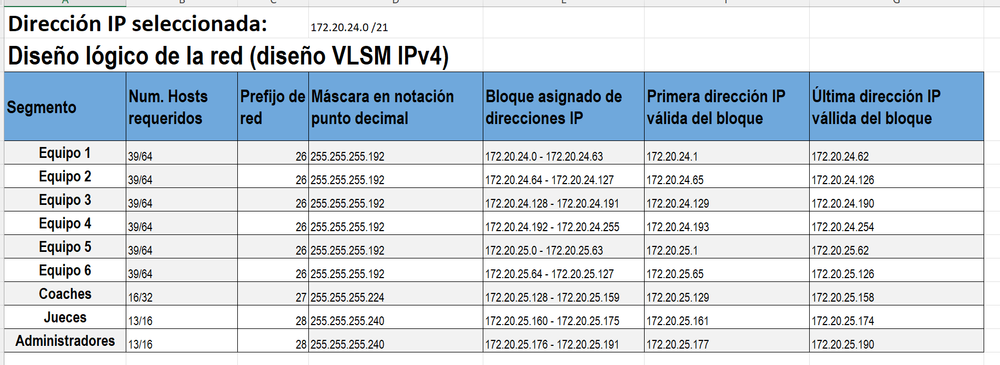 A B C D E F G
Dirección IP seleccionada: 172.20.24.0 /21
Diseño lógico de la red (diseño VLSM IPv4)
Segmento Num. Hosts requeridos Prefijo de red Máscara en notación punto decimal Bloque asignado de direcciones IP Primera dirección IP válida del bloque Última dirección IP vállida del bloque
Equipo 1 39/64 26 255.255.255.192 172.20.24.0 - 172.20.24.63 172.20.24.1 172.20.24.62
Equipo 2 39/64 26 255.255.255.192 172.20.24.64 - 172.20.24.127 172.20.24.65 172.20.24.126
Equipo 3 39/64 26 255.255.255.192 172.20.24.128 - 172.20.24.191 172.20.24.129 172.20.24.190
Equipo 4 39/64 26 255.255.255.192 172.20.24.192 - 172.20.24.255 172.20.24.193 172.20.24.254
Equipo 5 39/64 26 255.255.255.192 172.20.25.0 - 172.20.25.63 172.20.25.1 172.20.25.62
Equipo 6 39/64 26 255.255.255.192 172.20.25.64 - 172.20.25.127 172.20.25.65 172.20.25.126
Coaches 16/32 27 255.255.255.224 172.20.25.128 - 172.20.25.159 172.20.25.129 172.20.25.158
Jueces 13/16 28 255.255.255.240 172.20.25.160 - 172.20.25.175 172.20.25.161 172.20.25.174
Administradores 13/16 28 255.255.255.240 172.20.25.176 - 172.20.25.191 172.20.25.177 172.20.25.190